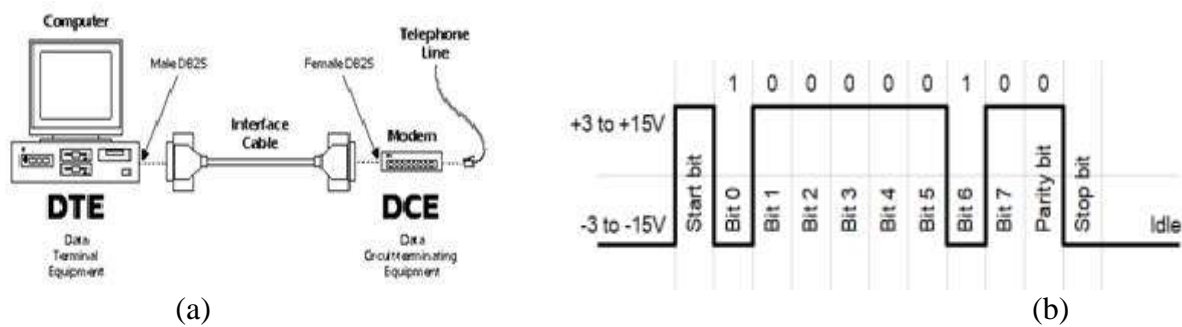 Computer
Male DB25
Female DB25
Telephone
Line
Interface
Cable
Modem
DTE
Data
Terminal
Equipment
DCE
Data
Circuit-terminating
Equipment
(a)
1 0 0 0 0 0 1 0 0
+3 to +15V
-3 to -15V
Start bit
Bit 0
Bit 1
Bit 2
Bit 3
Bit 4
Bit 5
Bit 6
Bit 7
Parity bit
Stop bit
Idle
(b)